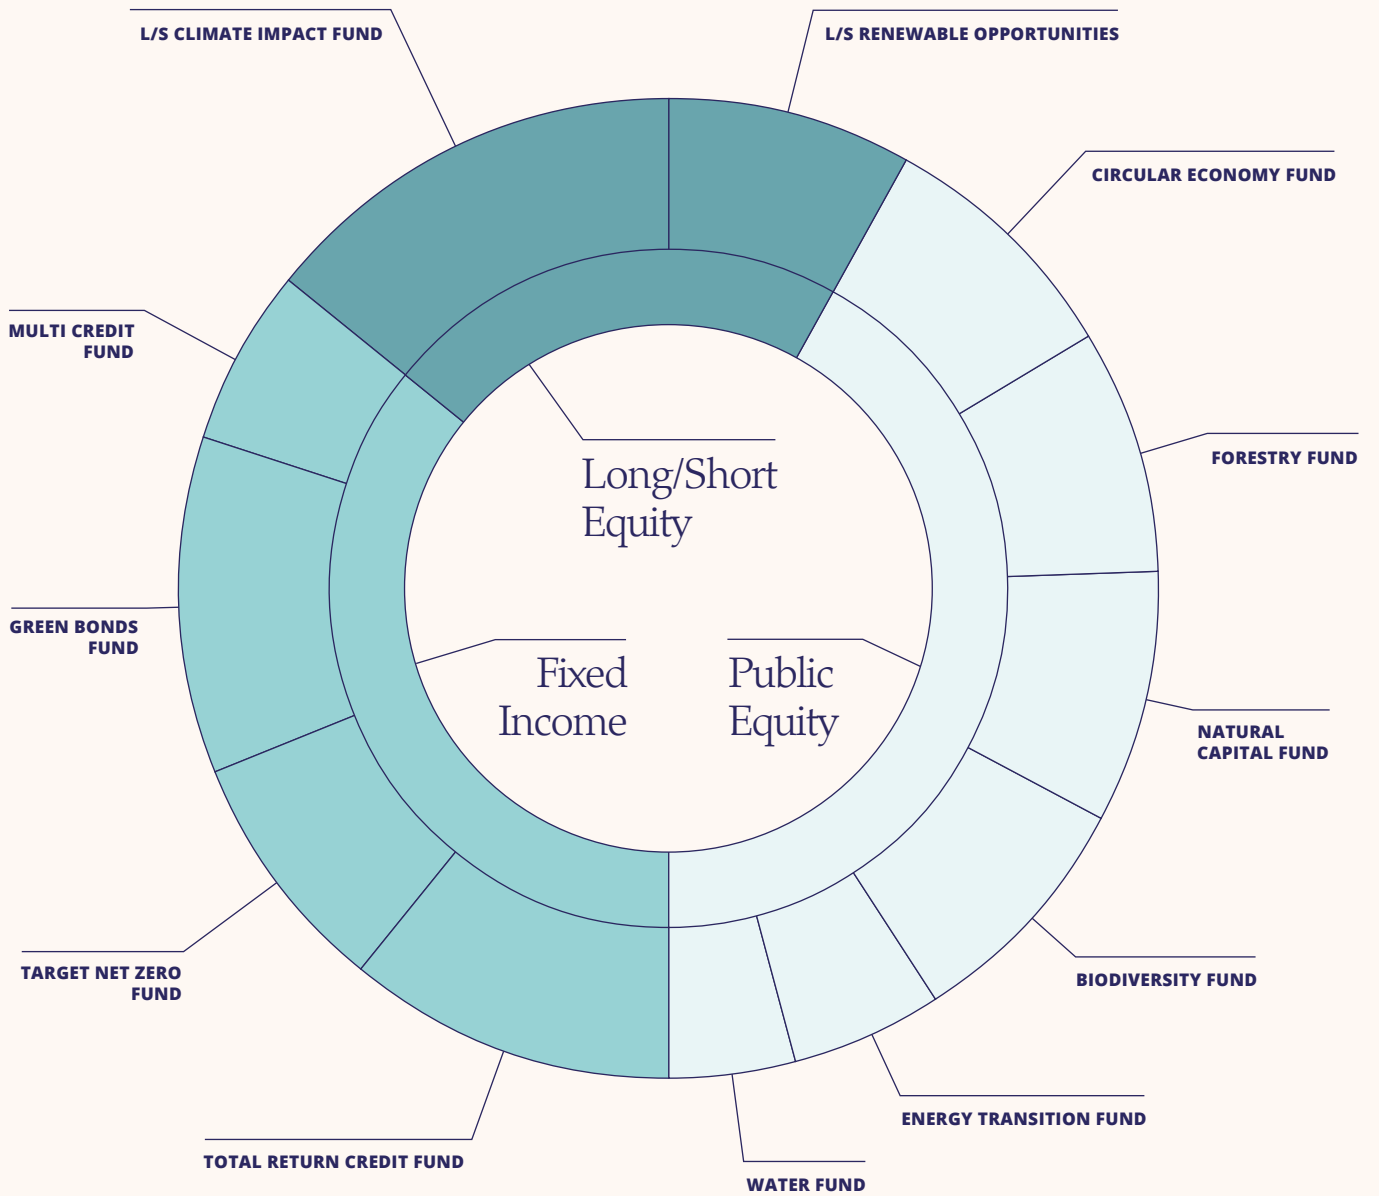 L/S CLIMATE IMPACT FUND
L/S RENEWABLE OPPORTUNITIES
CIRCULAR ECONOMY FUND
MULTI CREDIT
FUND
FORESTRY FUND
Long/Short
Equity
GREEN BONDS
FUND
Fixed
Income
Public
Equity
NATURAL
CAPITAL FUND
TARGET NET ZERO
FUND
BIODIVERSITY FUND
ENERGY TRANSITION FUND
TOTAL RETURN CREDIT FUND
WATER FUND